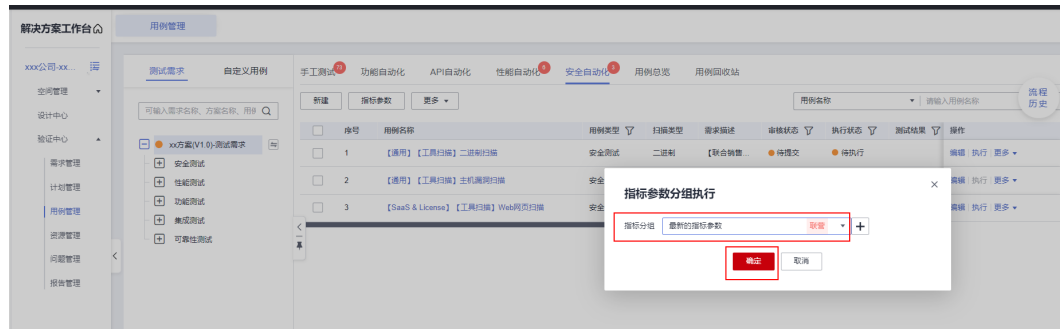 解决方案工作台
用例管理
xxx公司-xx...
空间管理
设计中心
验证中心
需求管理
计划管理
用例管理
资源管理
问题管理
报告管理
测试需求 自定义用例
可输入需求名称、方案名称、用例
xx方案(V1.0)-测试需求
安全测试
性能测试
功能测试
集成测试
可靠性测试
手工测试 73 功能自动化 API自动化 性能自动化 安全自动化 3 用例总览 用例回收站
新建 指标参数 更多 用例名称 请输入用例名称
流程历史
序号 用例名称 用例类型 扫描类型 需求描述 审核状态 执行状态 测试结果 操作
1 【通用】【工具扫描】二进制扫描 安全测试 二进制 【联合销售... 待提交 待执行 编辑 执行 更多
2 【通用】【工具扫描】主机漏洞扫描 安全 编辑 执行 更多
3 【SaaS & License】【工具扫描】Web网页扫描 安全 编辑 执行 更多
指标参数分组执行
指标分组 最新的指标参数 联营
确定 取消